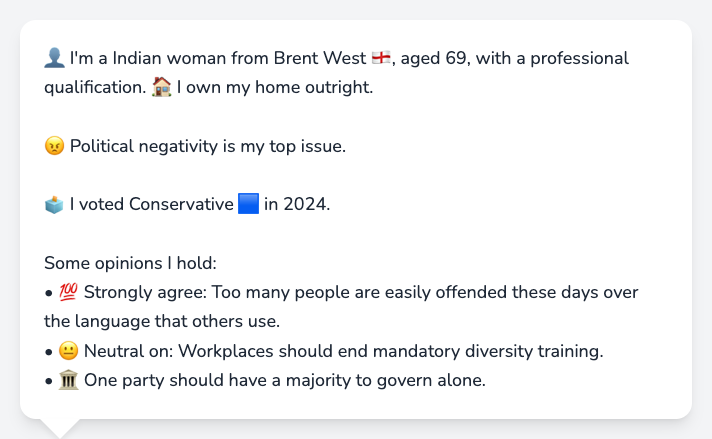 👤 I'm a Indian woman from Brent West 🏴󠁧󠁢󠁥󠁮󠁧󠁿, aged 69, with a professional
qualification. 🏠 I own my home outright.
😠 Political negativity is my top issue.
🗳️ I voted Conservative 🟦 in 2024.
Some opinions I hold:
• 💯 Strongly agree: Too many people are easily offended these days over
the language that others use.
• 😐 Neutral on: Workplaces should end mandatory diversity training.
• 🏛️ One party should have a majority to govern alone.